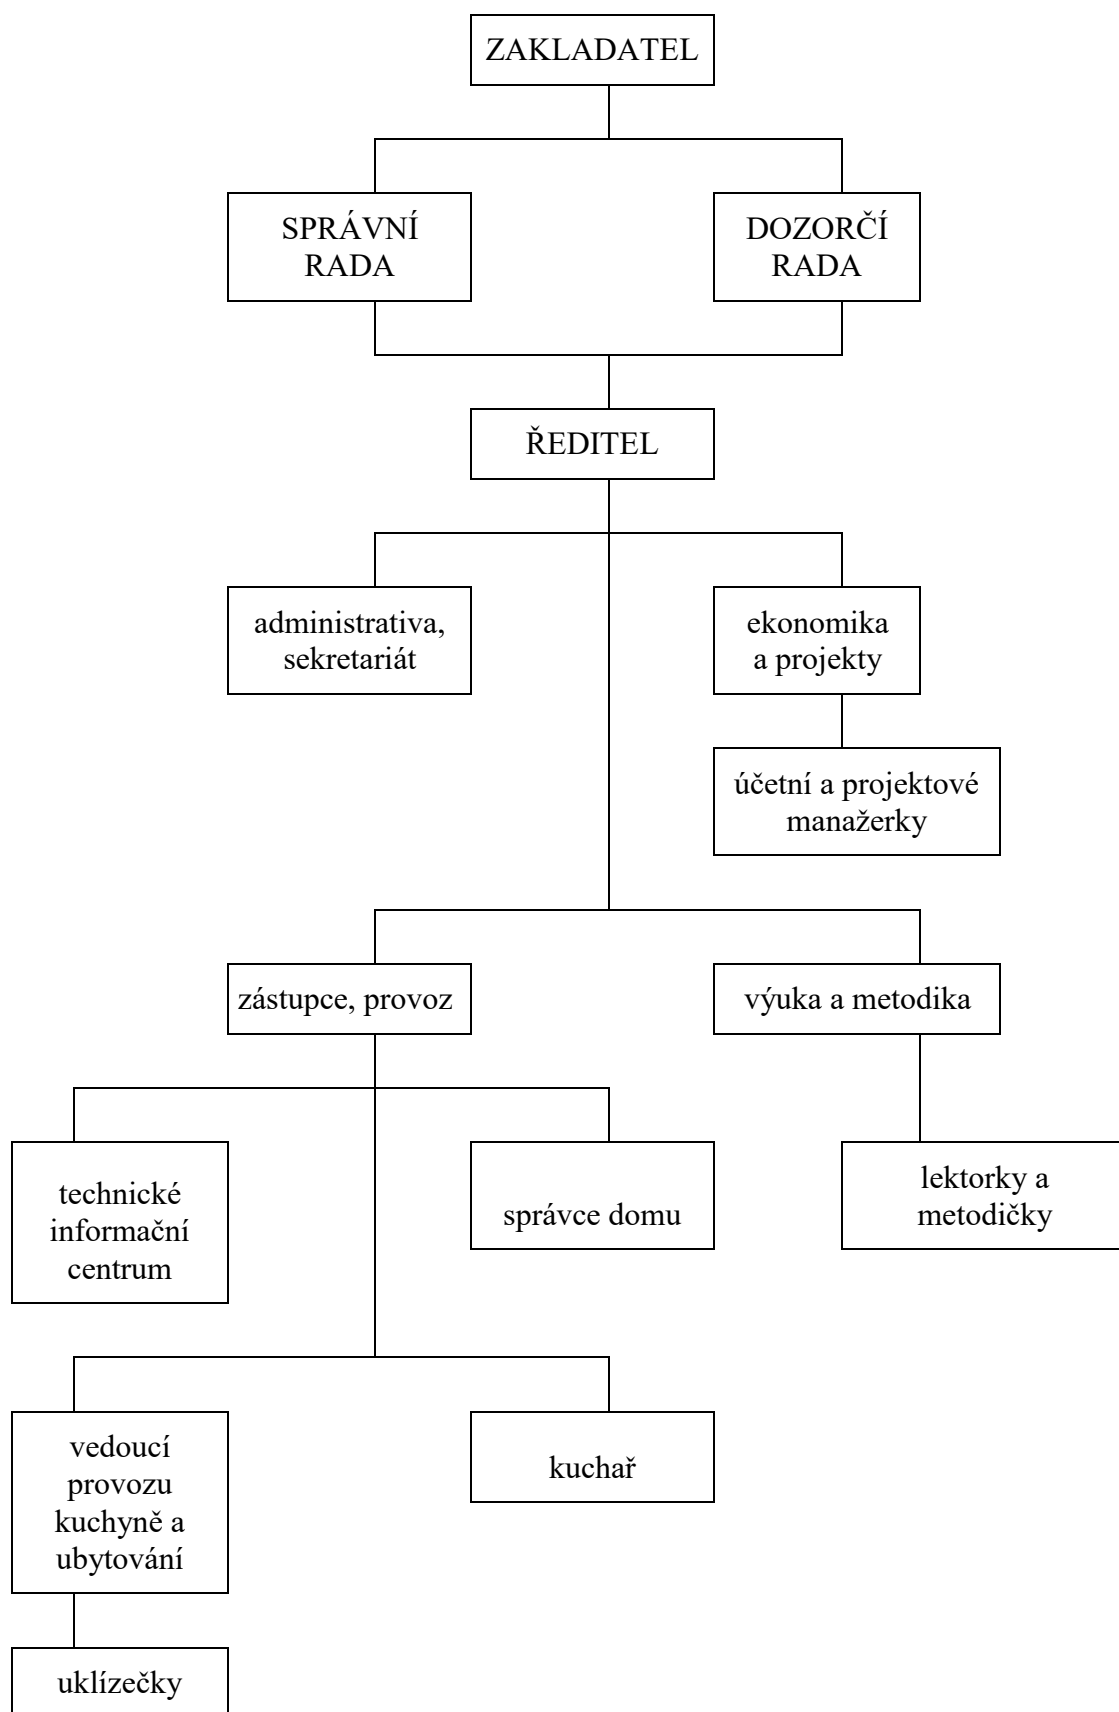 ZAKLADATEL
SPRÁVNÍ
RADA
DOZORČÍ
RADA
ŘEDITEL
administrativa,
sekretariát
ekonomika
a projekty
účetní a projektové
manažerky
zástupce, provoz
výuka a metodika
technické
informační
centrum
správce domu
lektorky a
metodičky
vedoucí
provozu
kuchyně a
ubytování
kuchař
uklízečky